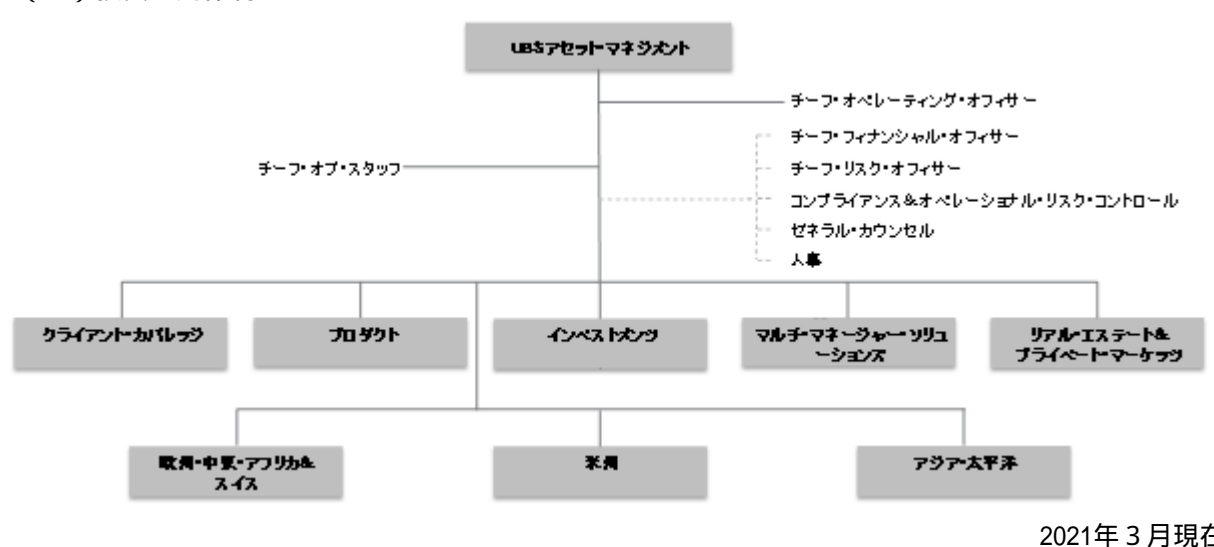 UBSアセット・マネジメント
チーフ・オペレーティング・オフィサー
チーフ・フィナンシャル・オフィサー
チーフ・オブ・スタッフ
チーフ・リスク・オフィサー
コンプライアンス&オペレーショナル・リスク・コントロール
ゼネラル・カウンセル
人事
クライアント・カバレッジ
プロダクト
インベストメンツ
マルチ・マネージャー・ソリュ
ーションズ
リアル・エステート&
プライベート・マーケッツ
欧州・中東・アフリカ&
スイス
米州
アジア・太平洋
2021年3月現在